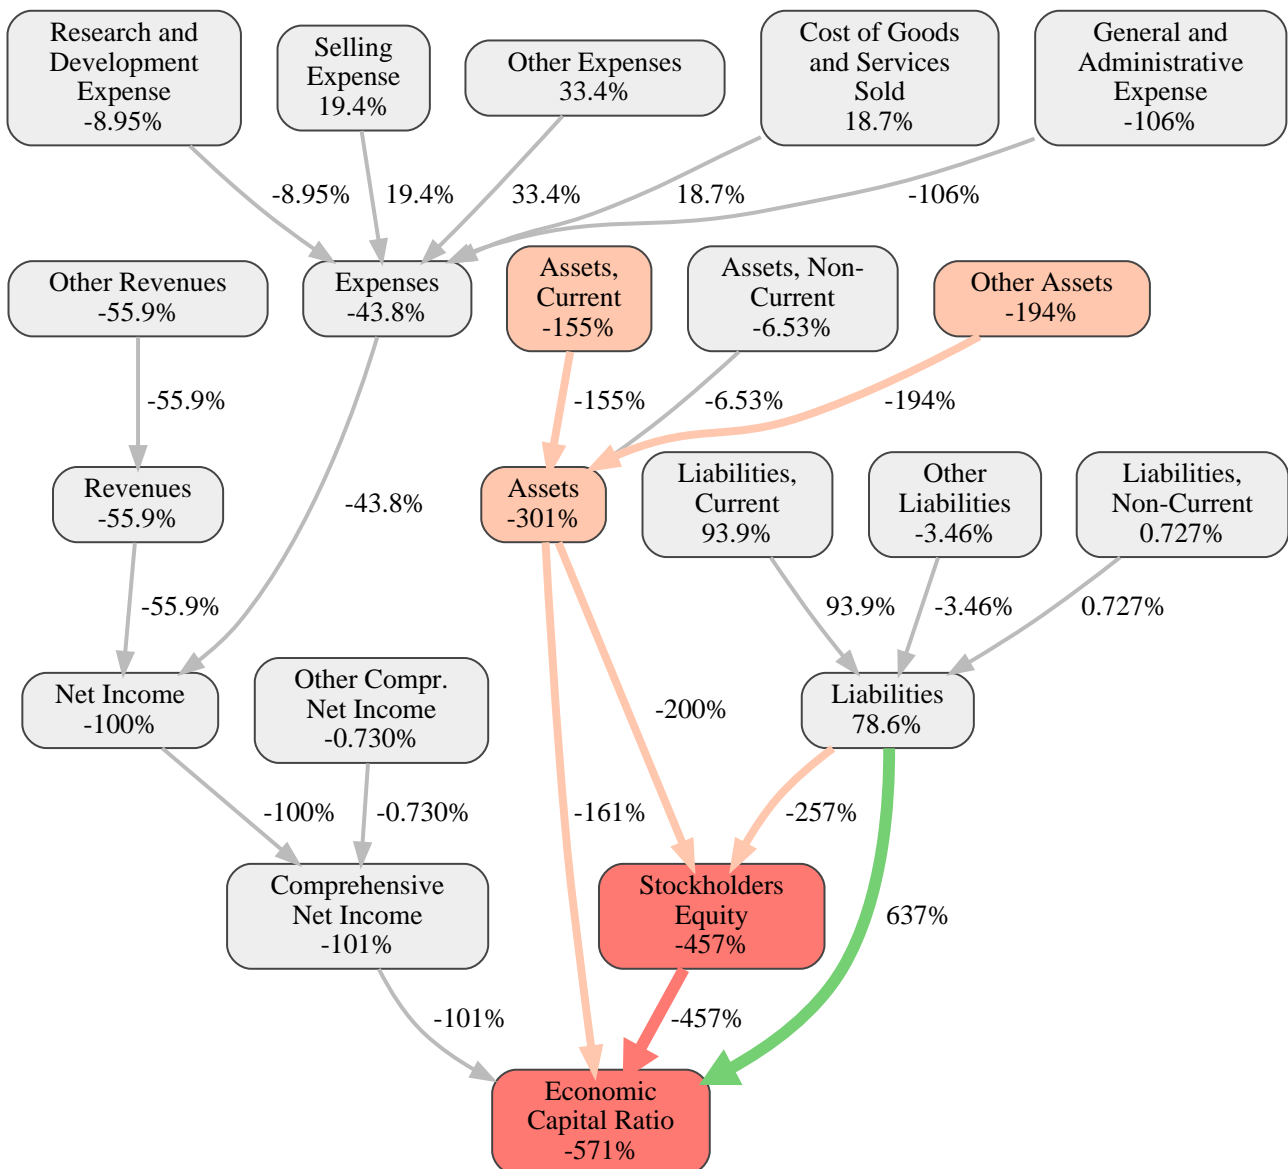 Research and
Development
Expense
-8.95%
Selling
Expense
19.4%
Other Expenses
33.4%
Cost of Goods
and Services
Sold
18.7%
General and
Administrative
Expense
-106%
-8.95%
19.4%
33.4%
18.7%
-106%
Other Revenues
-55.9%
Expenses
-43.8%
Assets,
Current
-155%
Assets, Non-
Current
-6.53%
Other Assets
-194%
-55.9%
-155%
-6.53%
-194%
Revenues
-55.9%
-43.8%
Assets
-301%
Liabilities,
Current
93.9%
Other
Liabilities
-3.46%
Liabilities,
Non-Current
0.727%
-55.9%
93.9%
-3.46%
0.727%
Net Income
-100%
Other Compr.
Net Income
-0.730%
-200%
Liabilities
78.6%
-100%
-0.730%
-161%
-257%
Comprehensive
Net Income
-101%
Stockholders
Equity
-457%
637%
-101%
-457%
Economic
Capital Ratio
-571%